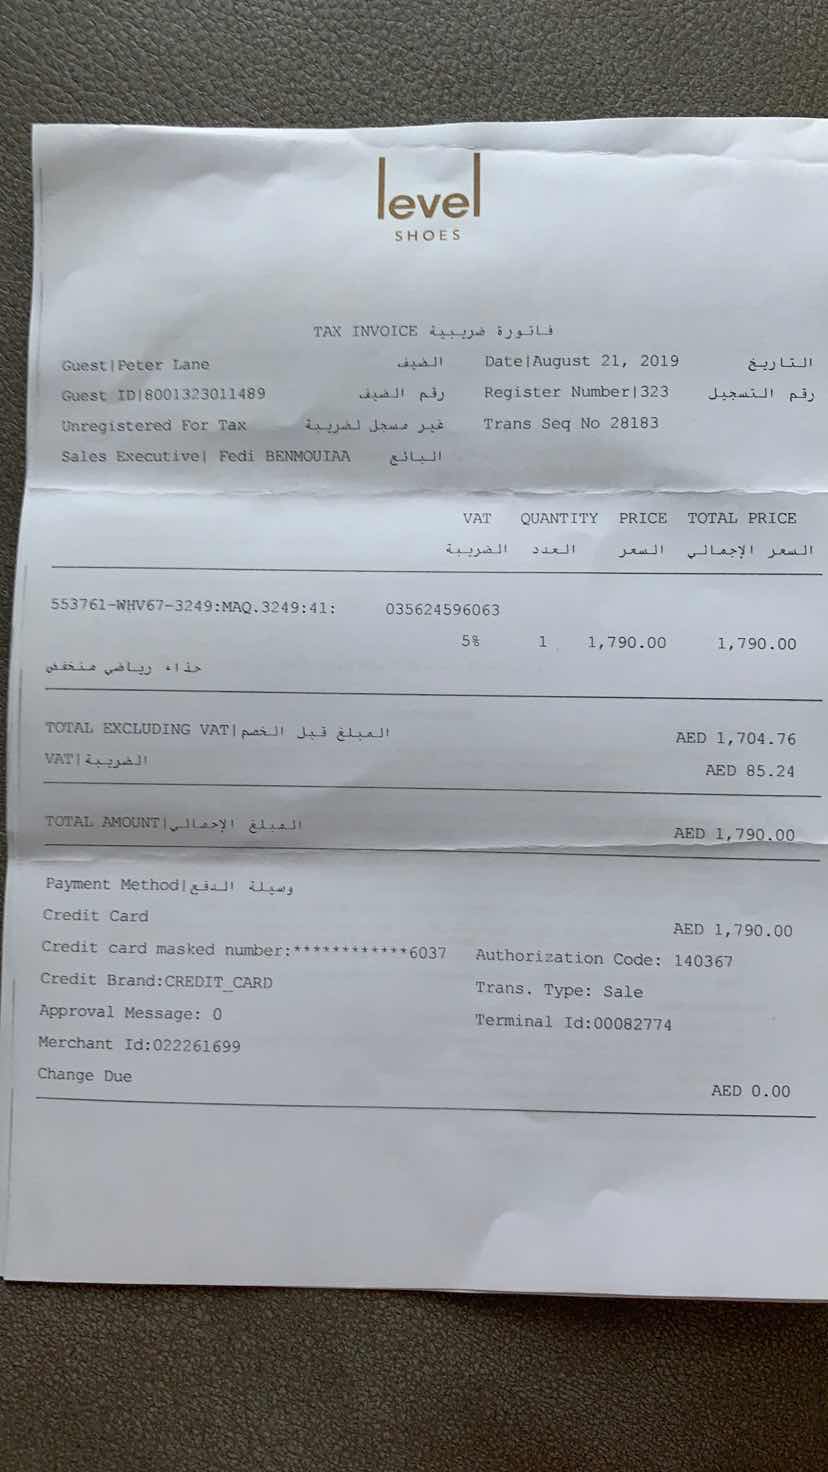 level
SHOES
TAX INVOICE فاتورة ضريبية
Guest|Peter Lane الضيف Date|August 21, 2019 التاريخ
Guest ID|8001323011489 رقم الضيف Register Number|323 رقم التسجيل
Unregistered For Tax غير مسجل لضريبة Trans Seq No 28183
Sales Executive| Fedi BENMOUIAA البائع
VAT QUANTITY PRICE TOTAL PRICE
الضريبة العدد السعر السعر الإجمالي
553761-WHV67-3249:MAQ.3249:41: 035624596063
5% 1 1,790.00 1,790.00
حذاء رياضي منخفض
TOTAL EXCLUDING VAT|المبلغ قبل الخصم AED 1,704.76
VAT|الضريبة AED 85.24
TOTAL AMOUNT|المبلغ الإجمالي AED 1,790.00
Payment Method|وسيلة الدفع
Credit Card AED 1,790.00
Credit card masked number:************6037 Authorization Code: 140367
Credit Brand:CREDIT_CARD Trans. Type: Sale
Approval Message: 0 Terminal Id:00082774
Merchant Id:022261699
Change Due AED 0.00